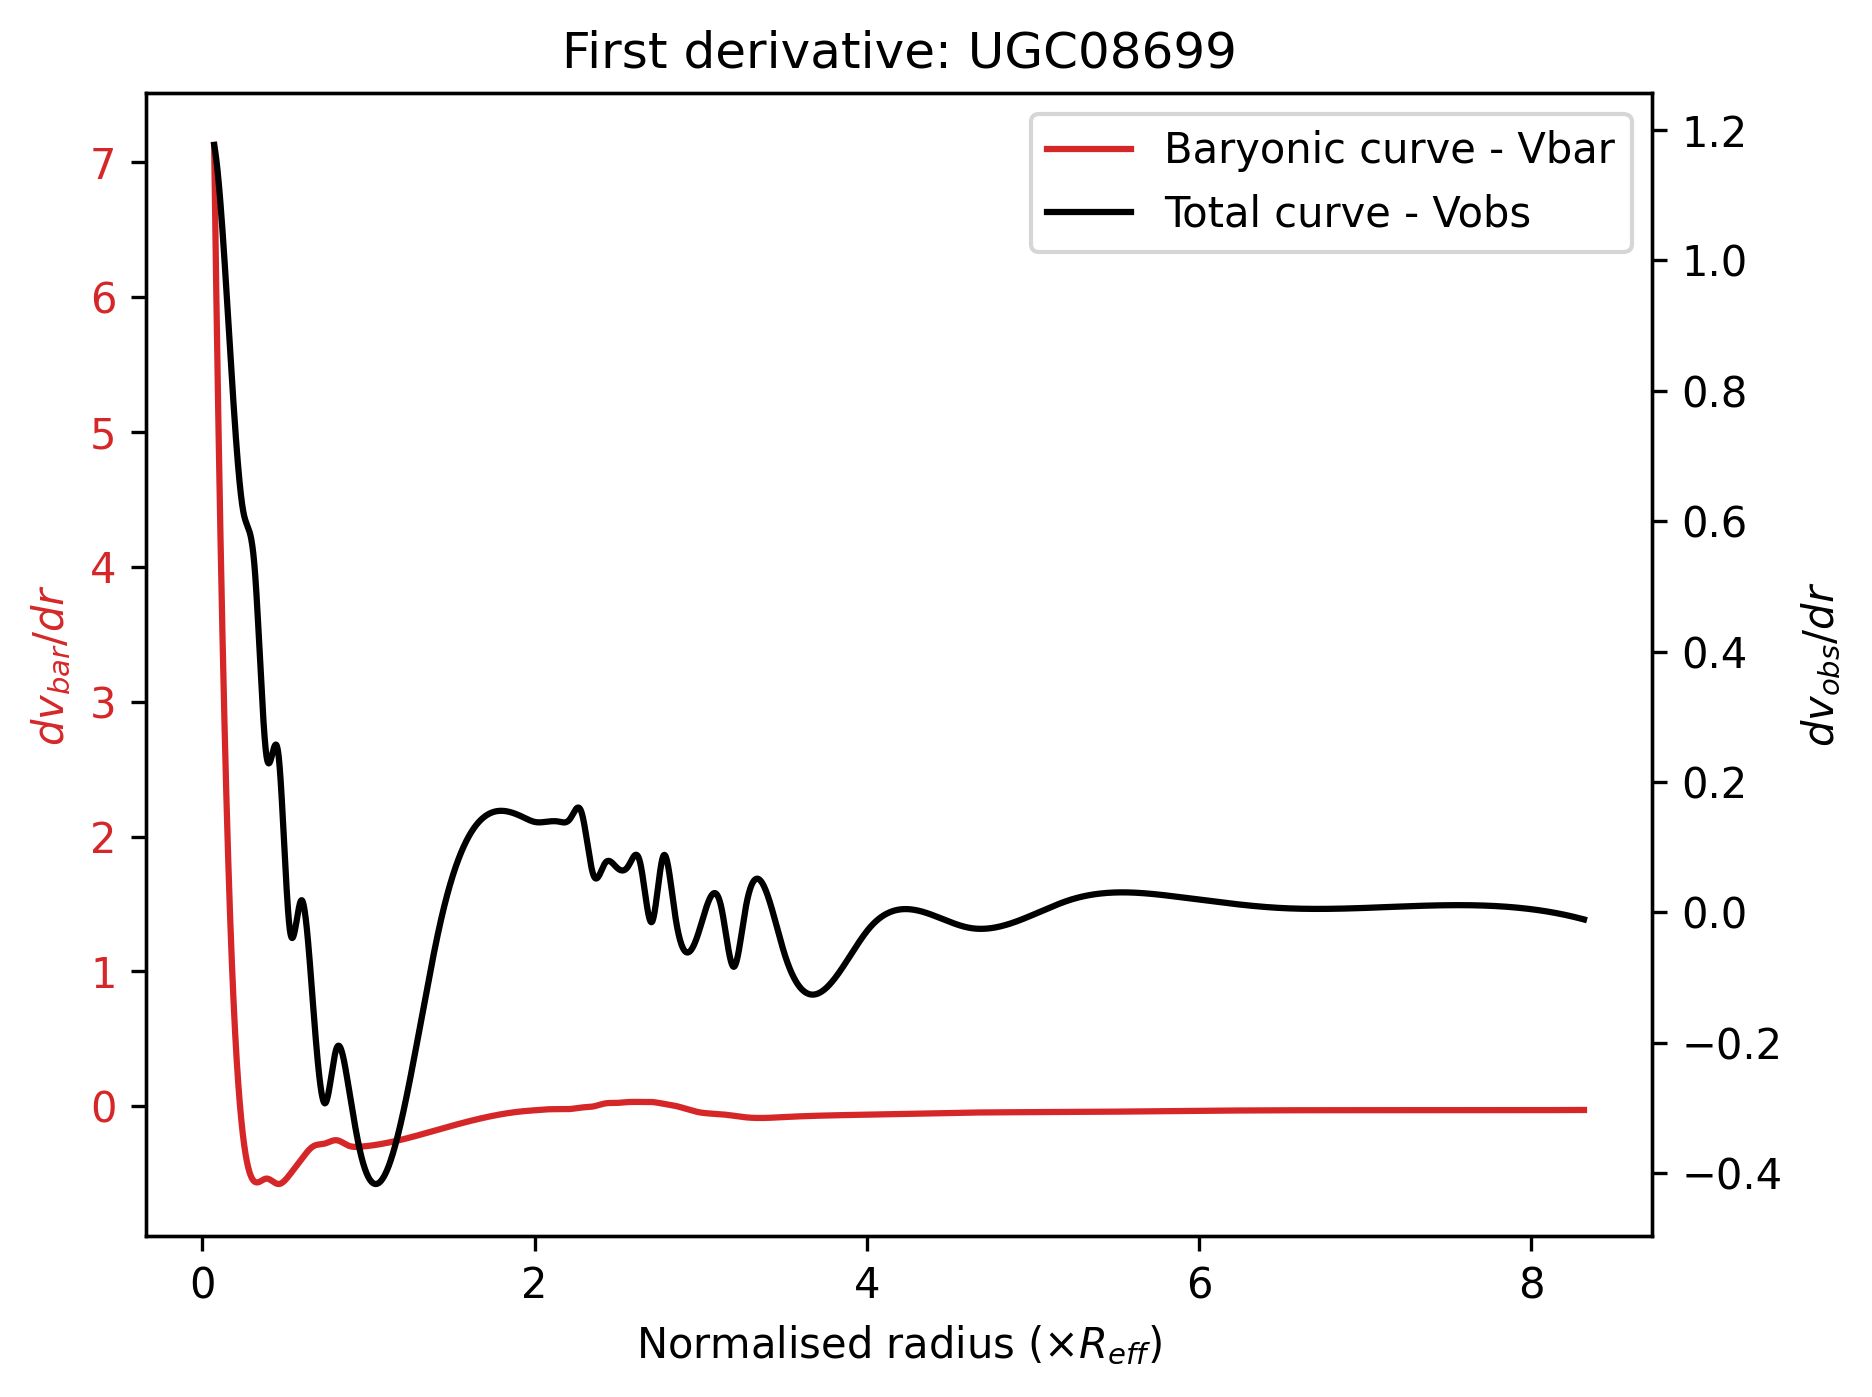 First derivative: UGC08699
Baryonic curve - Vbar
Total curve - Vobs
7
6
5
4
3
2
1
0
dv_bar/dr
1.2
1.0
0.8
0.6
0.4
0.2
0.0
−0.2
−0.4
dv_obs/dr
0 2 4 6 8
Normalised radius (×R_eff)